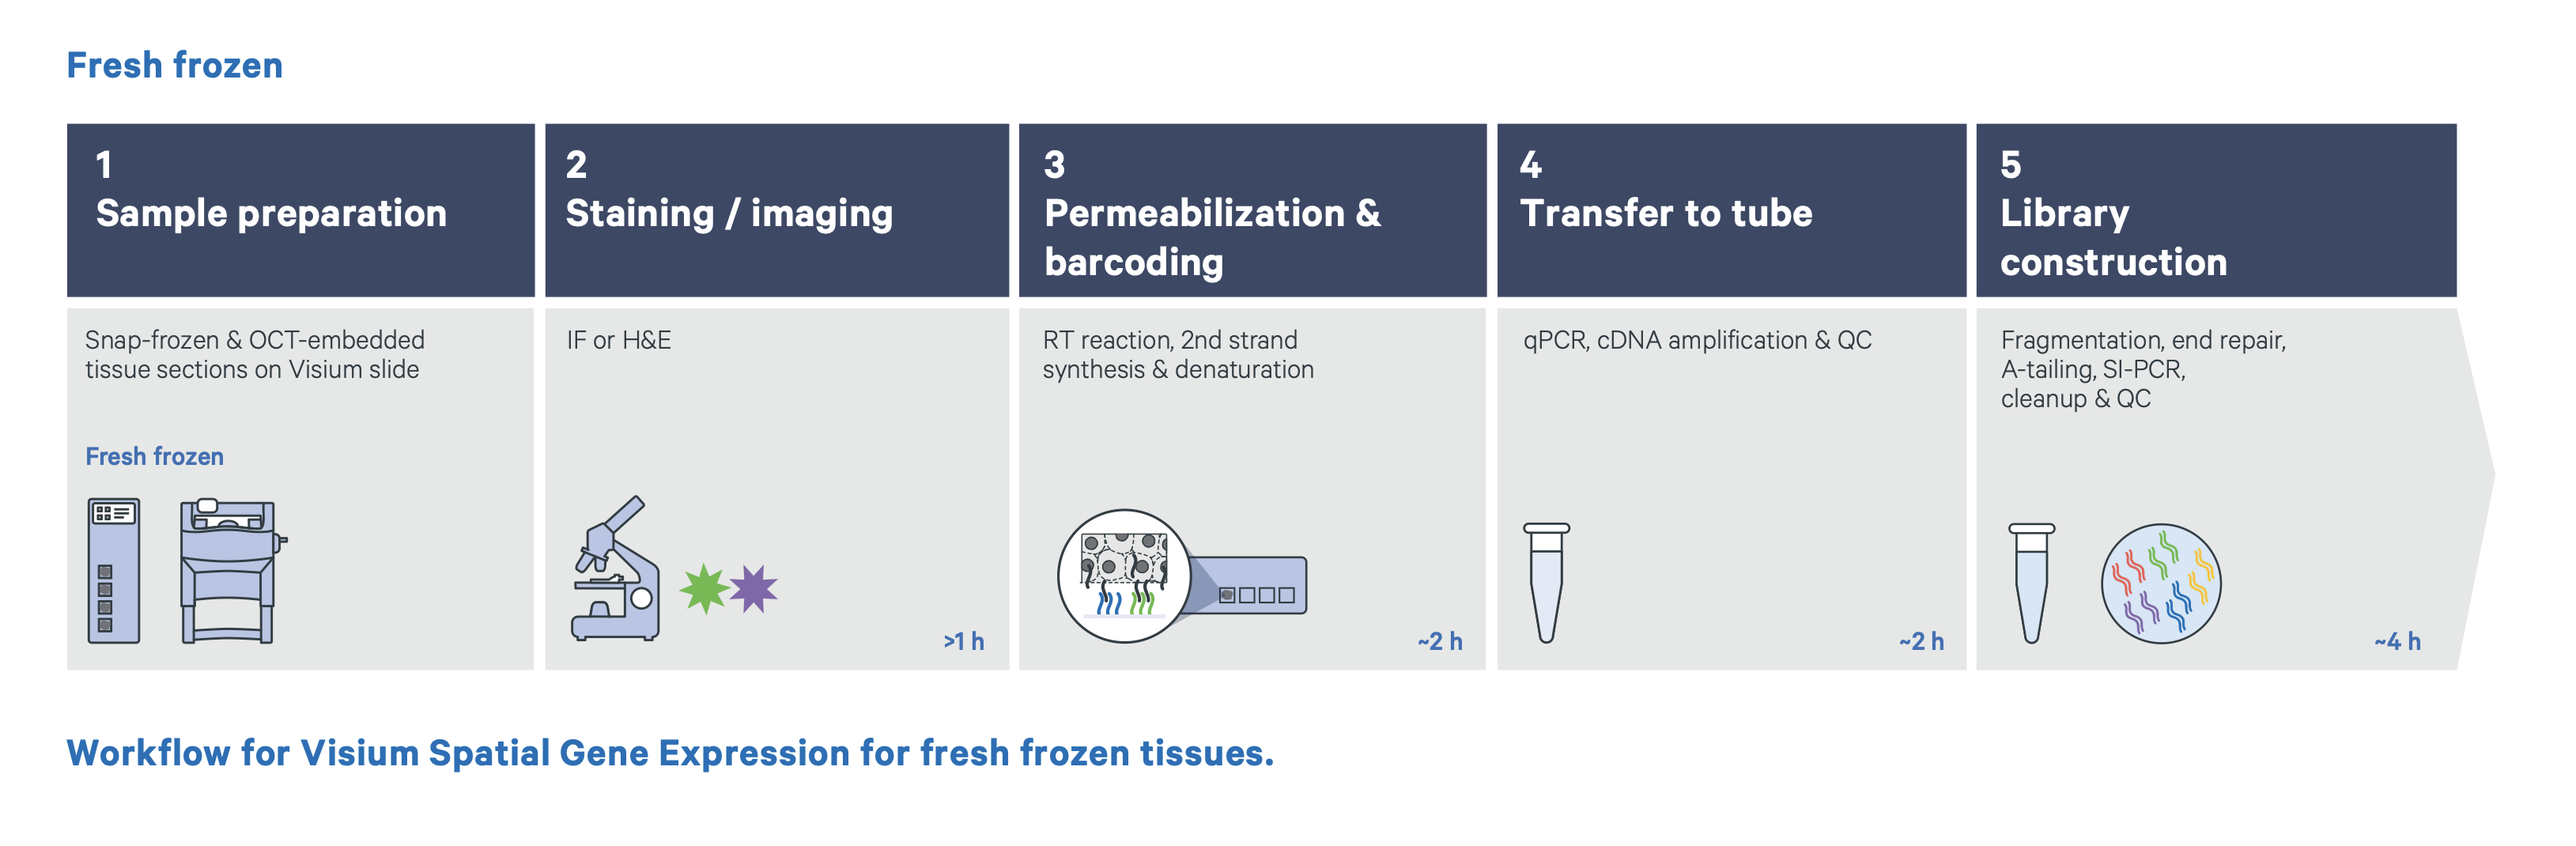 Fresh frozen
1
Sample preparation
2
Staining / imaging
3
Permeabilization &
barcoding
4
Transfer to tube
5
Library
construction
Snap-frozen & OCT-embedded
tissue sections on Visium slide
Fresh frozen
IF or H&E
>1 h
RT reaction, 2nd strand
synthesis & denaturation
~2 h
qPCR, cDNA amplification & QC
~2 h
Fragmentation, end repair,
A-tailing, SI-PCR,
cleanup & QC
~4 h
Workflow for Visium Spatial Gene Expression for fresh frozen tissues.